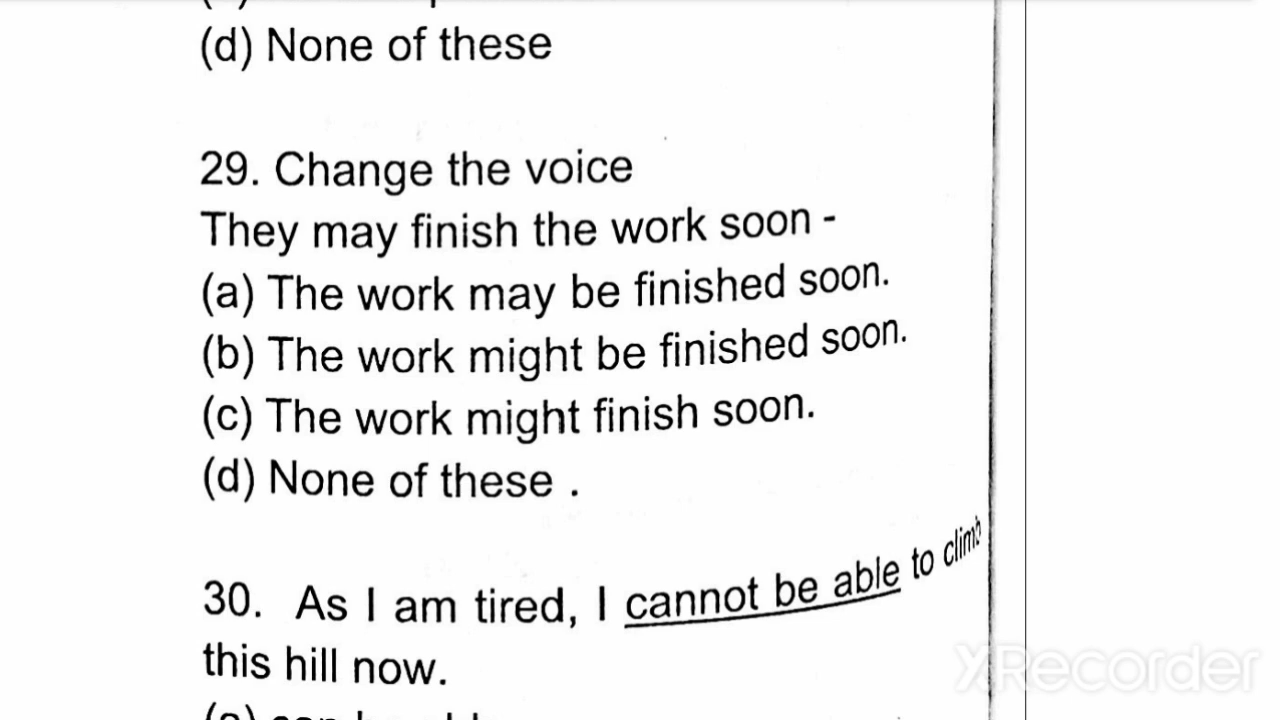 (d) None of these
29. Change the voice
They may finish the work soon -
(a) The work may be finished soon.
(b) The work might be finished soon.
(c) The work might finish soon.
(d) None of these .
30. As I am tired, I cannot be able to climb
this hill now.
XRecorder